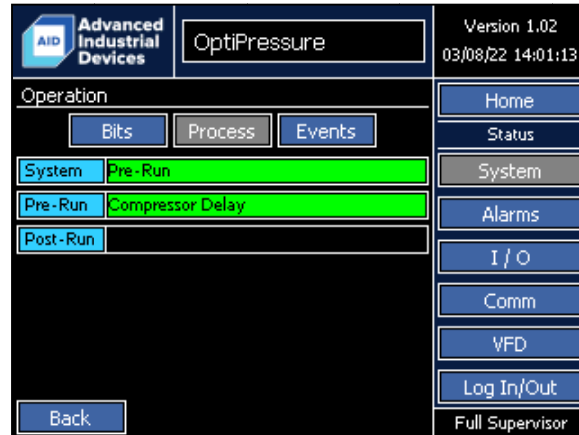 AID
Advanced
Industrial
Devices
OptiPressure
Version 1.02
03/08/22 14:01:13
Operation
Bits
Process
Events
System
Pre-Run
Pre-Run
Compressor Delay
Post-Run
Back
Home
Status
System
Alarms
I / O
Comm
VFD
Log In/Out
Full Supervisor